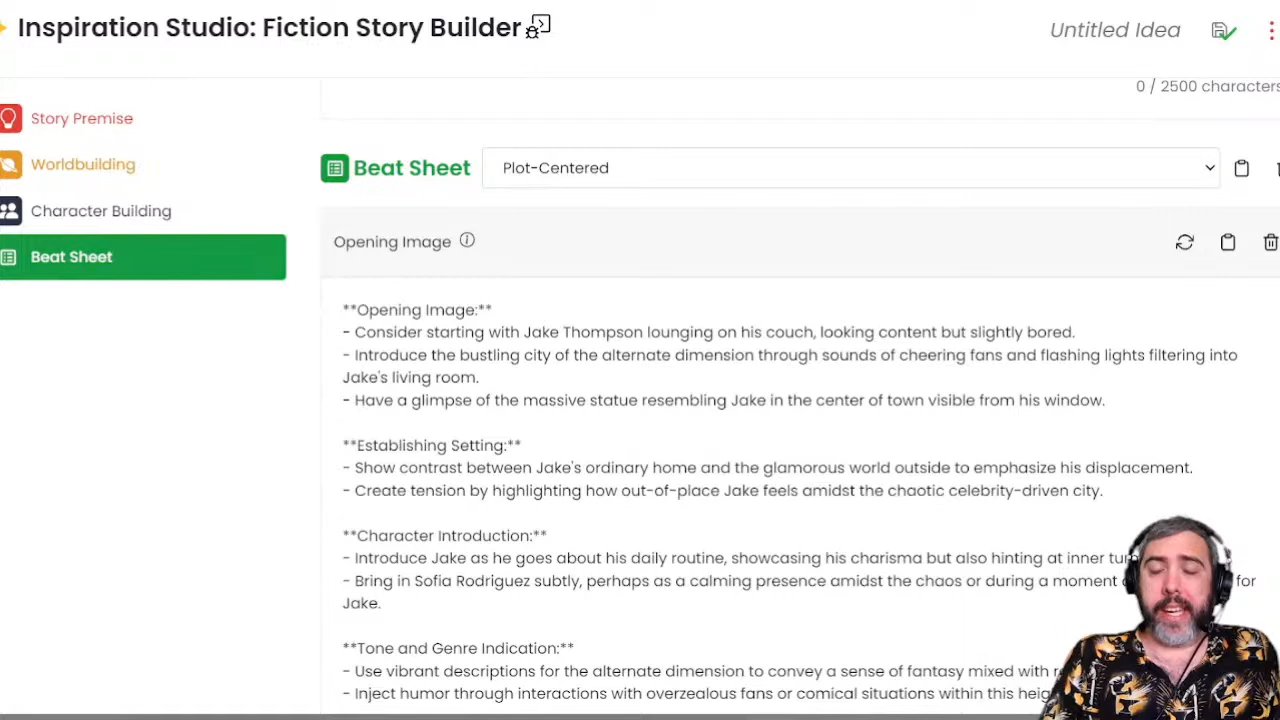 Inspiration Studio: Fiction Story Builder
Untitled Idea
0 / 2500 characters
Story Premise
Worldbuilding
Character Building
Beat Sheet
Beat Sheet
Plot-Centered
Opening Image
**Opening Image:**
- Consider starting with Jake Thompson lounging on his couch, looking content but slightly bored.
- Introduce the bustling city of the alternate dimension through sounds of cheering fans and flashing lights filtering into
Jake's living room.
- Have a glimpse of the massive statue resembling Jake in the center of town visible from his window.
**Establishing Setting:**
- Show contrast between Jake's ordinary home and the glamorous world outside to emphasize his displacement.
- Create tension by highlighting how out-of-place Jake feels amidst the chaotic celebrity-driven city.
**Character Introduction:**
- Introduce Jake as he goes about his daily routine, showcasing his charisma but also hinting at inner
- Bring in Sofia Rodriguez subtly, perhaps as a calming presence amidst the chaos or during a moment for
Jake.
**Tone and Genre Indication:**
- Use vibrant descriptions for the alternate dimension to convey a sense of fantasy mixed with
- Inject humor through interactions with overzealous fans or comical situations within this